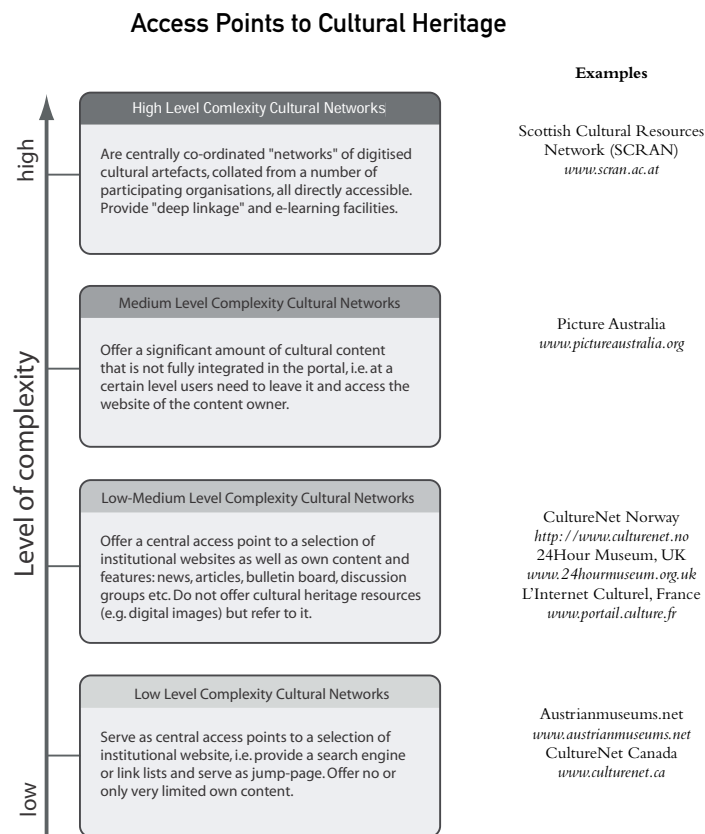 Access Points to Cultural Heritage
Examples
high
Level of complexity
low
High Level Comlexity Cultural Networks
Are centrally co-ordinated "networks" of digitised
cultural artefacts, collated from a number of
participating organisations, all directly accessible.
Provide "deep linkage" and e-learning facilities.
Scottish Cultural Resources
Network (SCRAN)
www.scran.ac.at
Medium Level Complexity Cultural Networks
Offer a significant amount of cultural content
that is not fully integrated in the portal, i.e. at a
certain level users need to leave it and access the
website of the content owner.
Picture Australia
www.pictureaustralia.org
Low-Medium Level Complexity Cultural Networks
Offer a central access point to a selection of
institutional websites as well as own content and
features: news, articles, bulletin board, discussion
groups etc. Do not offer cultural heritage resources
(e.g. digital images) but refer to it.
CultureNet Norway
http://www.culturenet.no
24Hour Museum, UK
www.24hourmuseum.org.uk
L'Internet Culturel, France
www.portail.culture.fr
Low Level Complexity Cultural Networks
Serve as central access points to a selection of
institutional website, i.e. provide a search engine
or link lists and serve as jump-page. Offer no or
only very limited own content.
Austrianmuseums.net
www.austrianmuseums.net
CultureNet Canada
www.culturenet.ca